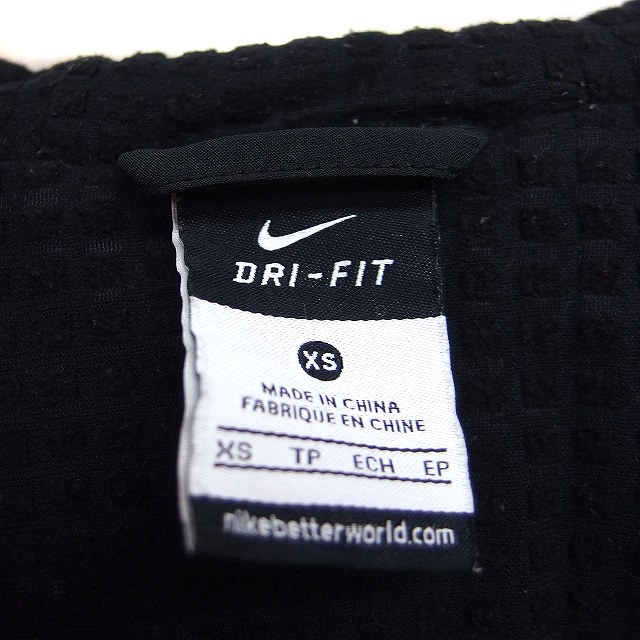 DRI-FIT
XS
MADE IN CHINA
FABRIQUE EN CHINE
XS TP ECH EP
nikebetterworld.com